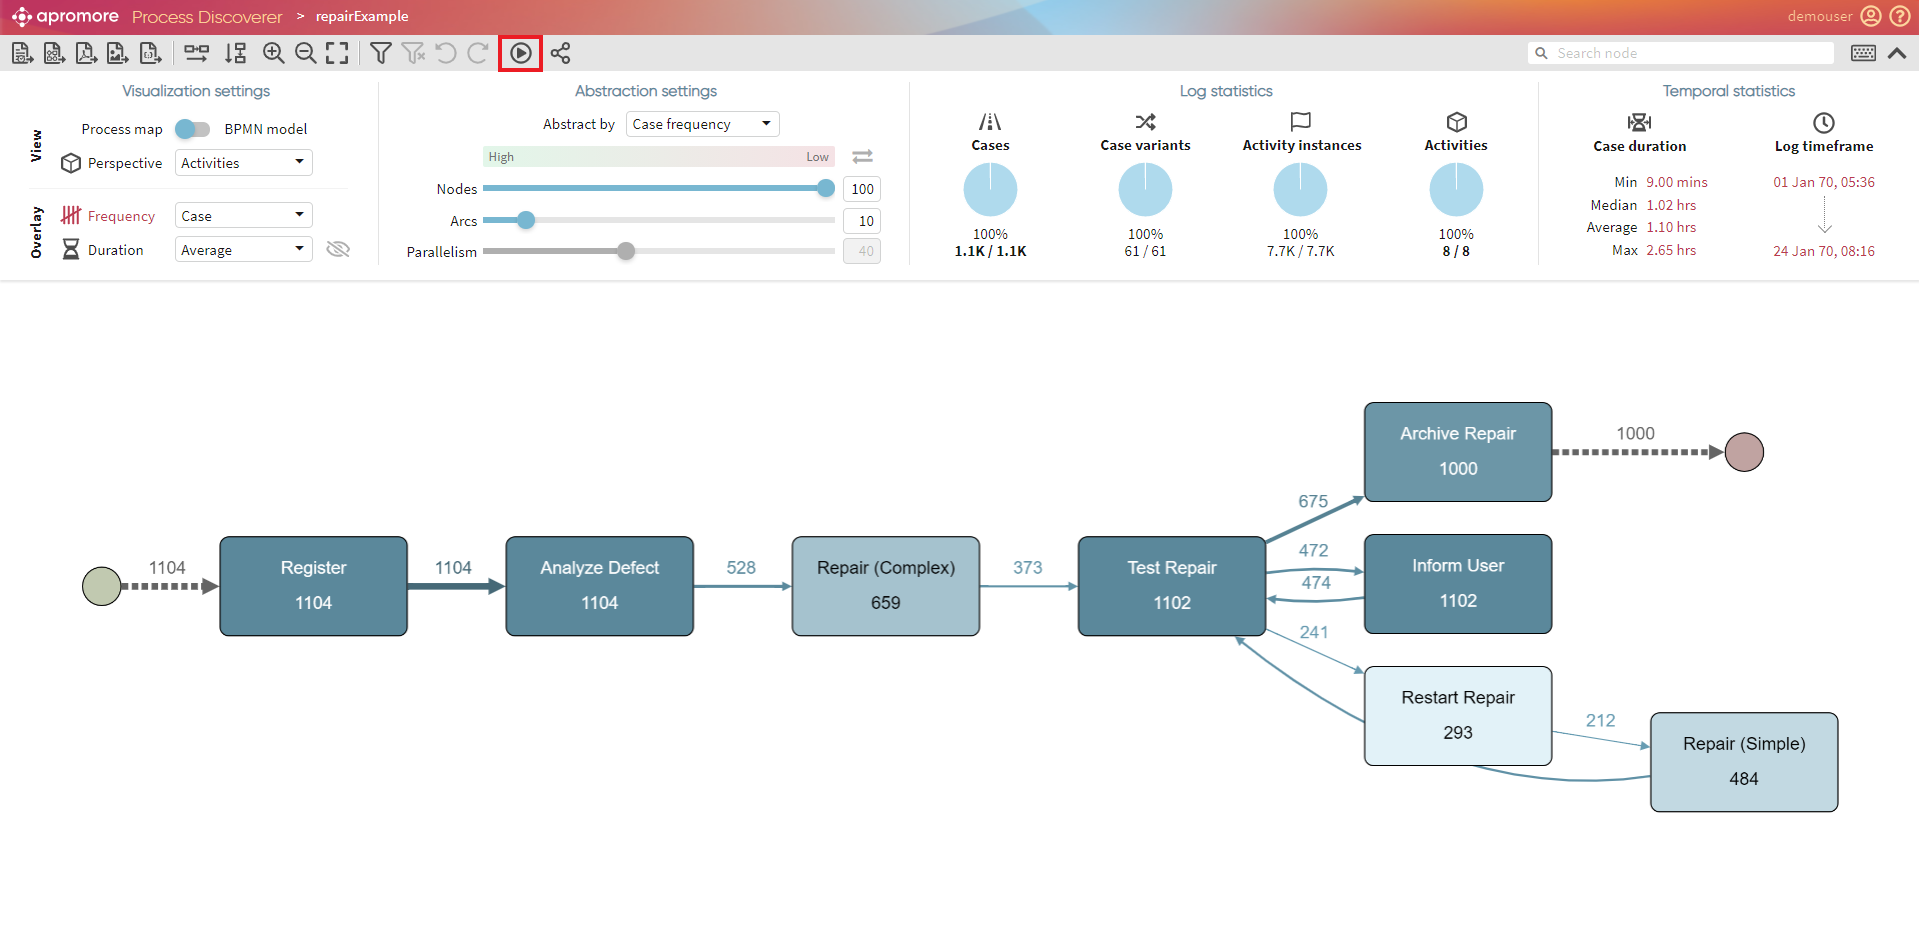 apromore Process Discoverer > repairExample
demouser
Search node
Visualization settings
View
Process map BPMN model
Perspective Activities
Overlay
Frequency Case
Duration Average
Abstraction settings
Abstract by Case frequency
High Low
Nodes 100
Arcs 10
Parallelism 40
Log statistics
Cases Case variants Activity instances Activities
100% 100% 100% 100%
1.1K / 1.1K 61 / 61 7.7K / 7.7K 8 / 8
Temporal statistics
Case duration
Min 9.00 mins
Median 1.02 hrs
Average 1.10 hrs
Max 2.65 hrs
Log timeframe
01 Jan 70, 05:36
24 Jan 70, 08:16
1104
Register
1104
1104
Analyze Defect
1104
528
Repair (Complex)
659
373
Test Repair
1102
675
Archive Repair
1000
1000
472
474
Inform User
1102
241
Restart Repair
293
212
Repair (Simple)
484